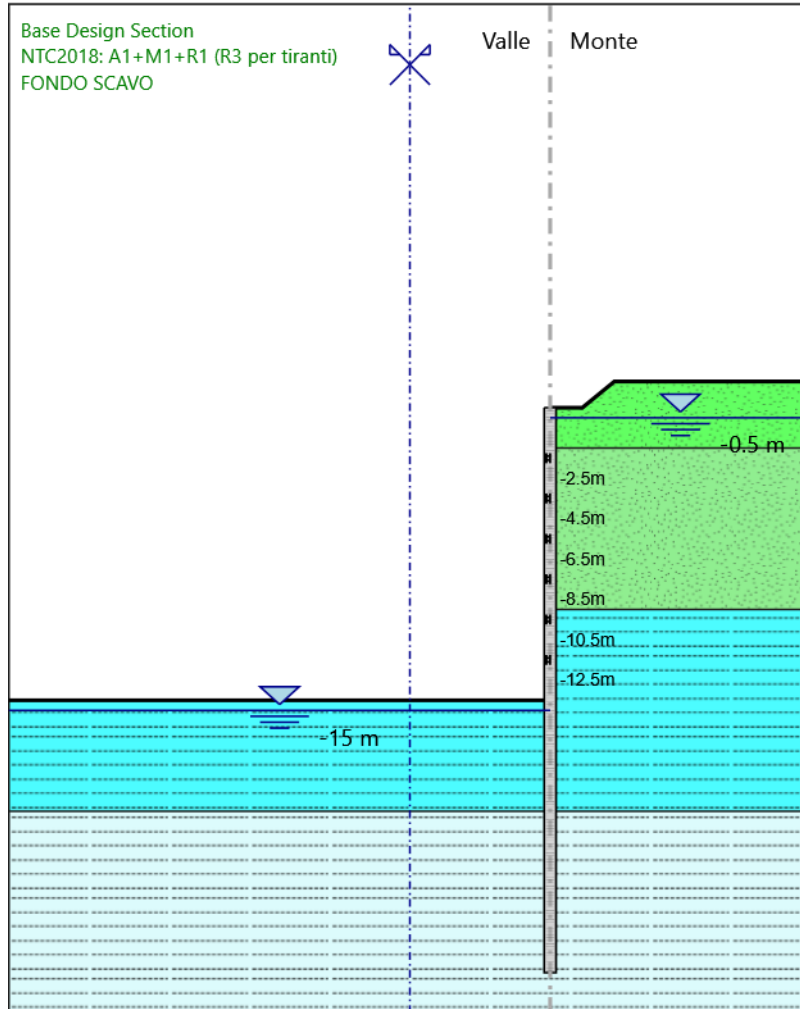 Base Design Section
NTC2018: A1+M1+R1 (R3 per tiranti)
FONDO SCAVO
Valle
Monte
-0.5 m
-2.5m
-4.5m
-6.5m
-8.5m
-10.5m
-12.5m
-15 m